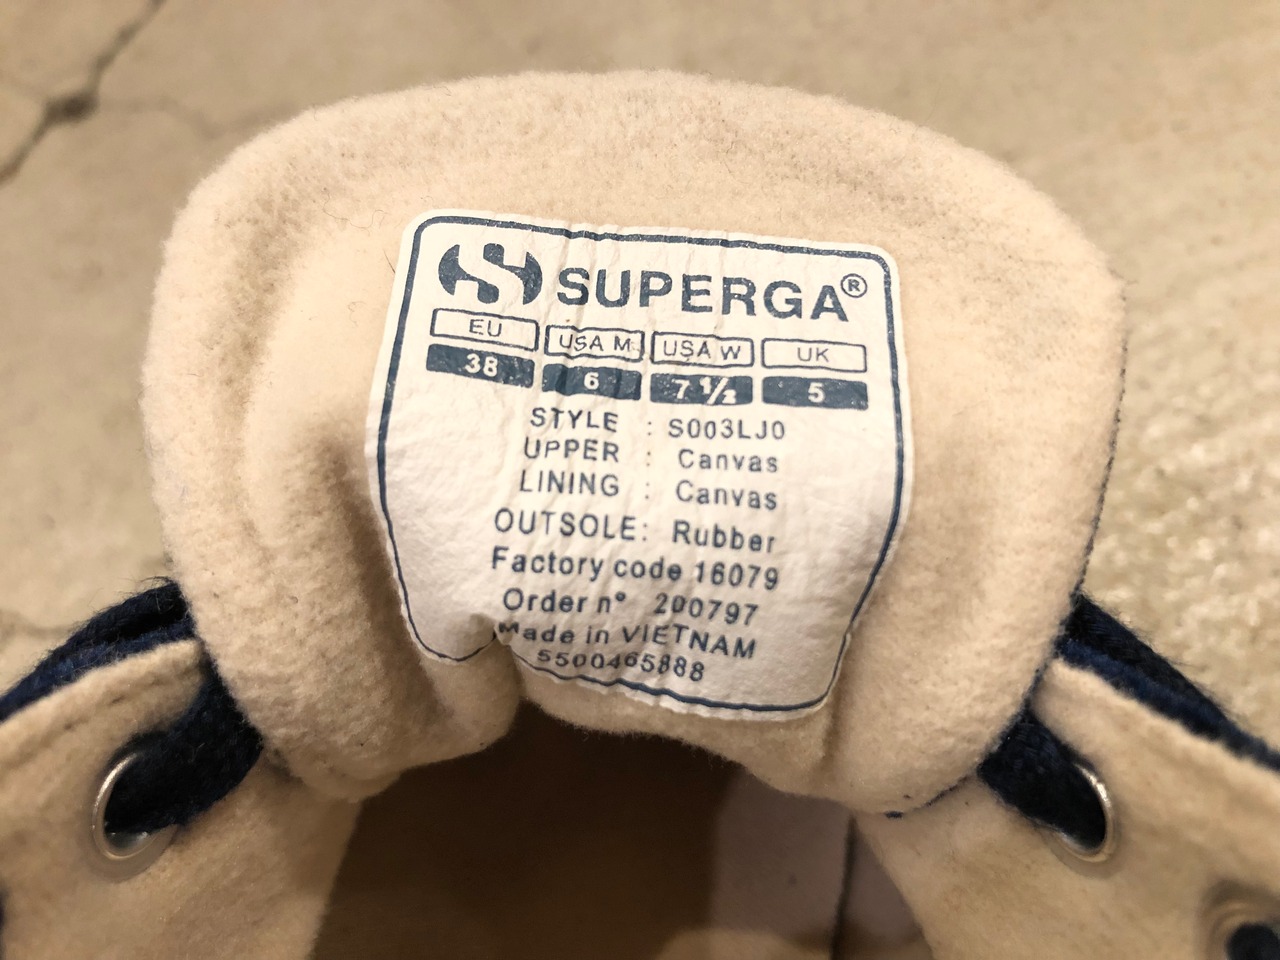 SUPERGA®
EU USA M USA W UK
38 6 7 ½ 5
STYLE : S003LJ0
UPPER : Canvas
LINING : Canvas
OUTSOLE: Rubber
Factory code 16079
Order n° 200797
Made in VIETNAM
5500465888